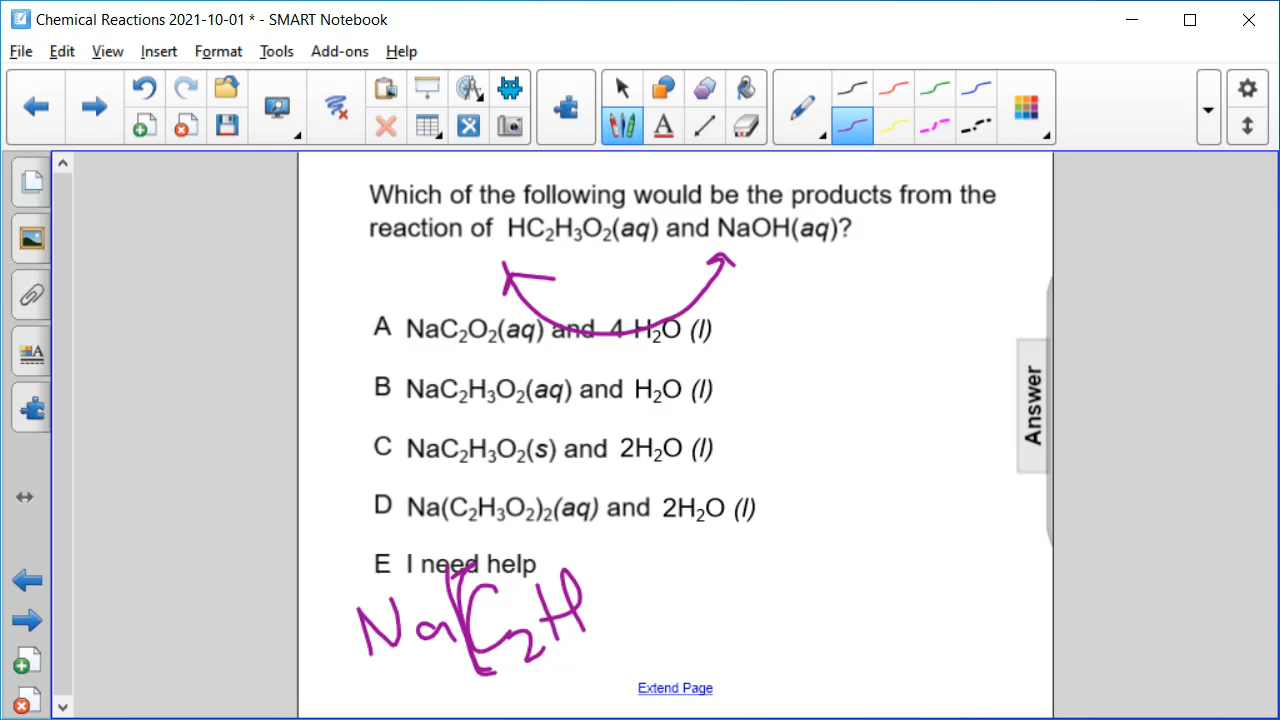 Chemical Reactions 2021-10-01 * - SMART Notebook
File Edit View Insert Format Tools Add-ons Help
Which of the following would be the products from the
reaction of HC₂H₃O₂(aq) and NaOH(aq)?
A NaC₂O₂(aq) and 4 H₂O (l)
B NaC₂H₃O₂(aq) and H₂O (l)
C NaC₂H₃O₂(s) and 2H₂O (l)
D Na(C₂H₃O₂)₂(aq) and 2H₂O (l)
E I need help
Na(C₂H
Extend Page
Answer